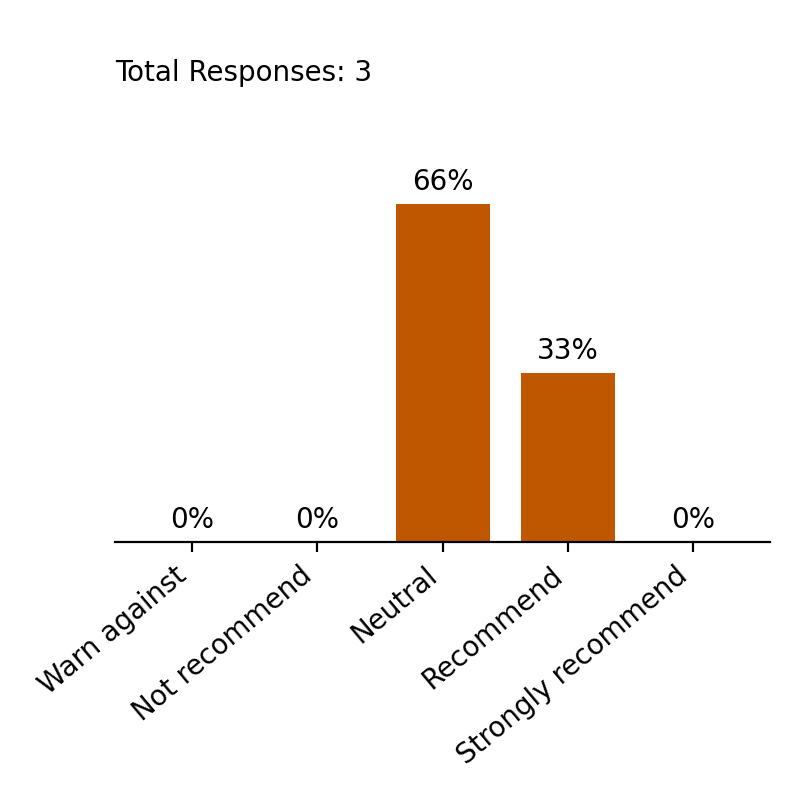 Total Responses: 3
66%
33%
0%
0%
0%
Warn against
Not recommend
Neutral
Recommend
Strongly recommend